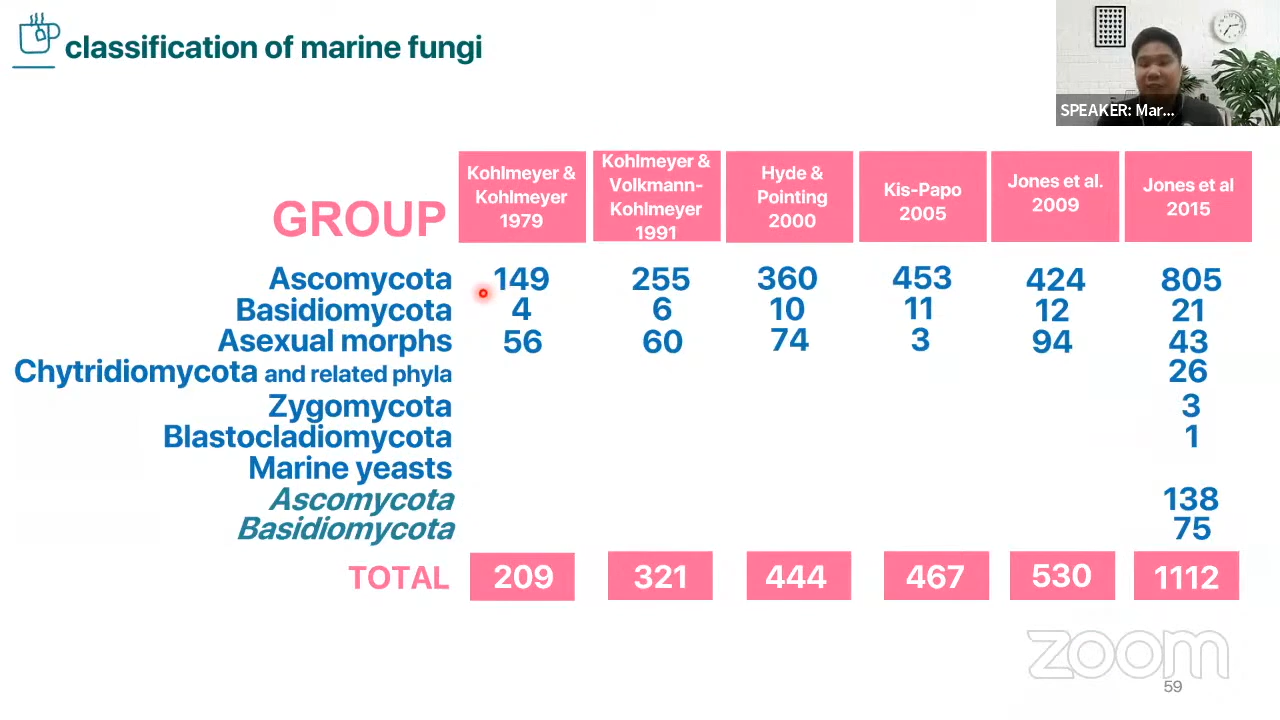 classification of marine fungi
SPEAKER: Mar...
GROUP
Kohlmeyer &
Kohlmeyer
1979
Kohlmeyer &
Volkmann-
Kohlmeyer
1991
Hyde &
Pointing
2000
Kis-Papo
2005
Jones et al.
2009
Jones et al
2015
Ascomycota 149 255 360 453 424 805
Basidiomycota 4 6 10 11 12 21
Asexual morphs 56 60 74 3 94 43
Chytridiomycota and related phyla 26
Zygomycota 3
Blastocladiomycota 1
Marine yeasts
Ascomycota 138
Basidiomycota 75
TOTAL 209 321 444 467 530 1112
zoom
59